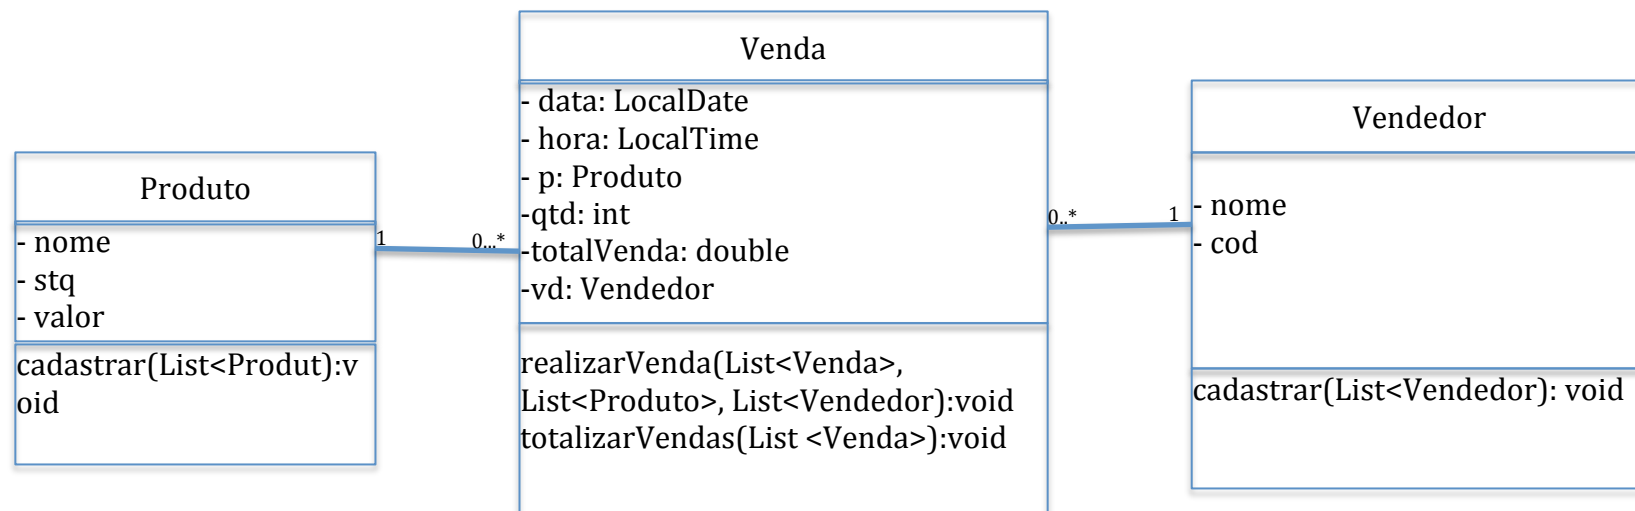 Produto
- nome
- stq
- valor
cadastrar(List<Produt):v
oid
1
0...*
Venda
- data: LocalDate
- hora: LocalTime
- p: Produto
-qtd: int
-totalVenda: double
-vd: Vendedor
realizarVenda(List<Venda>,
List<Produto>, List<Vendedor):void
totalizarVendas(List <Venda>):void
0..*
1
Vendedor
- nome
- cod
cadastrar(List<Vendedor): void